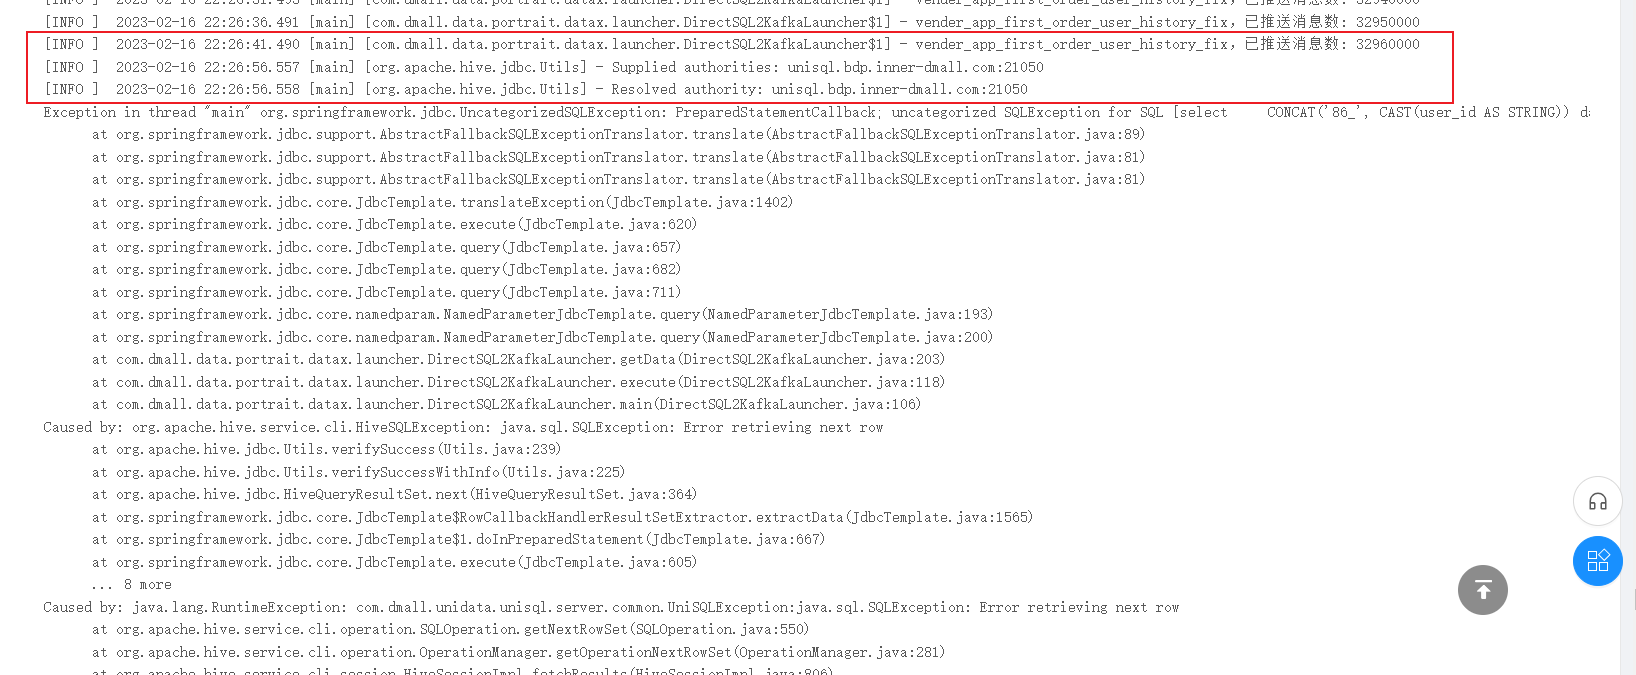 [INFO ]  2023-02-16 22:26:31.493 [main] [com.dmall.data.portrait.datax.launcher.DirectSQL2KafkaLauncher$1] - vender_app_first_order_user_history_fix, 已推送消息数: 32940000
[INFO ]  2023-02-16 22:26:36.491 [main] [com.dmall.data.portrait.datax.launcher.DirectSQL2KafkaLauncher$1] - vender_app_first_order_user_history_fix, 已推送消息数: 32950000
[INFO ]  2023-02-16 22:26:41.490 [main] [com.dmall.data.portrait.datax.launcher.DirectSQL2KafkaLauncher$1] - vender_app_first_order_user_history_fix, 已推送消息数: 32960000
[INFO ]  2023-02-16 22:26:56.557 [main] [org.apache.hive.jdbc.Utils] - Supplied authorities: unisql.bdp.inner-dmall.com:21050
[INFO ]  2023-02-16 22:26:56.558 [main] [org.apache.hive.jdbc.Utils] - Resolved authority: unisql.bdp.inner-dmall.com:21050
Exception in thread "main" org.springframework.jdbc.UncategorizedSQLException: PreparedStatementCallback; uncategorized SQLException for SQL [select     CONCAT('86_', CAST(user_id AS STRING))
at org.springframework.jdbc.support.AbstractFallbackSQLExceptionTranslator.translate(AbstractFallbackSQLExceptionTranslator.java:89)
at org.springframework.jdbc.support.AbstractFallbackSQLExceptionTranslator.translate(AbstractFallbackSQLExceptionTranslator.java:81)
at org.springframework.jdbc.support.AbstractFallbackSQLExceptionTranslator.translate(AbstractFallbackSQLExceptionTranslator.java:81)
at org.springframework.jdbc.core.JdbcTemplate.translateException(JdbcTemplate.java:1402)
at org.springframework.jdbc.core.JdbcTemplate.execute(JdbcTemplate.java:620)
at org.springframework.jdbc.core.JdbcTemplate.query(JdbcTemplate.java:657)
at org.springframework.jdbc.core.JdbcTemplate.query(JdbcTemplate.java:682)
at org.springframework.jdbc.core.JdbcTemplate.query(JdbcTemplate.java:711)
at org.springframework.jdbc.core.namedparam.NamedParameterJdbcTemplate.query(NamedParameterJdbcTemplate.java:193)
at org.springframework.jdbc.core.namedparam.NamedParameterJdbcTemplate.query(NamedParameterJdbcTemplate.java:200)
at com.dmall.data.portrait.datax.launcher.DirectSQL2KafkaLauncher.getData(DirectSQL2KafkaLauncher.java:203)
at com.dmall.data.portrait.datax.launcher.DirectSQL2KafkaLauncher.execute(DirectSQL2KafkaLauncher.java:118)
at com.dmall.data.portrait.datax.launcher.DirectSQL2KafkaLauncher.main(DirectSQL2KafkaLauncher.java:106)
Caused by: org.apache.hive.service.cli.HiveSQLException: java.sql.SQLException: Error retrieving next row
at org.apache.hive.jdbc.Utils.verifySuccess(Utils.java:239)
at org.apache.hive.jdbc.Utils.verifySuccessWithInfo(Utils.java:225)
at org.apache.hive.jdbc.HiveQueryResultSet.next(HiveQueryResultSet.java:364)
at org.springframework.jdbc.core.JdbcTemplate$RowCallbackHandlerResultSetExtractor.extractData(JdbcTemplate.java:1565)
at org.springframework.jdbc.core.JdbcTemplate$1.doInPreparedStatement(JdbcTemplate.java:667)
at org.springframework.jdbc.core.JdbcTemplate.execute(JdbcTemplate.java:605)
... 8 more
Caused by: java.lang.RuntimeException: com.dmall.unidata.unisql.server.common.UniSQLException:java.sql.SQLException: Error retrieving next row
at org.apache.hive.service.cli.operation.SQLOperation.getNextRowSet(SQLOperation.java:550)
at org.apache.hive.service.cli.operation.OperationManager.getOperationNextRowSet(OperationManager.java:281)
at org.apache.hive.service.cli.session.HiveSessionImpl.fetchResults(HiveSessionImpl.java:806)